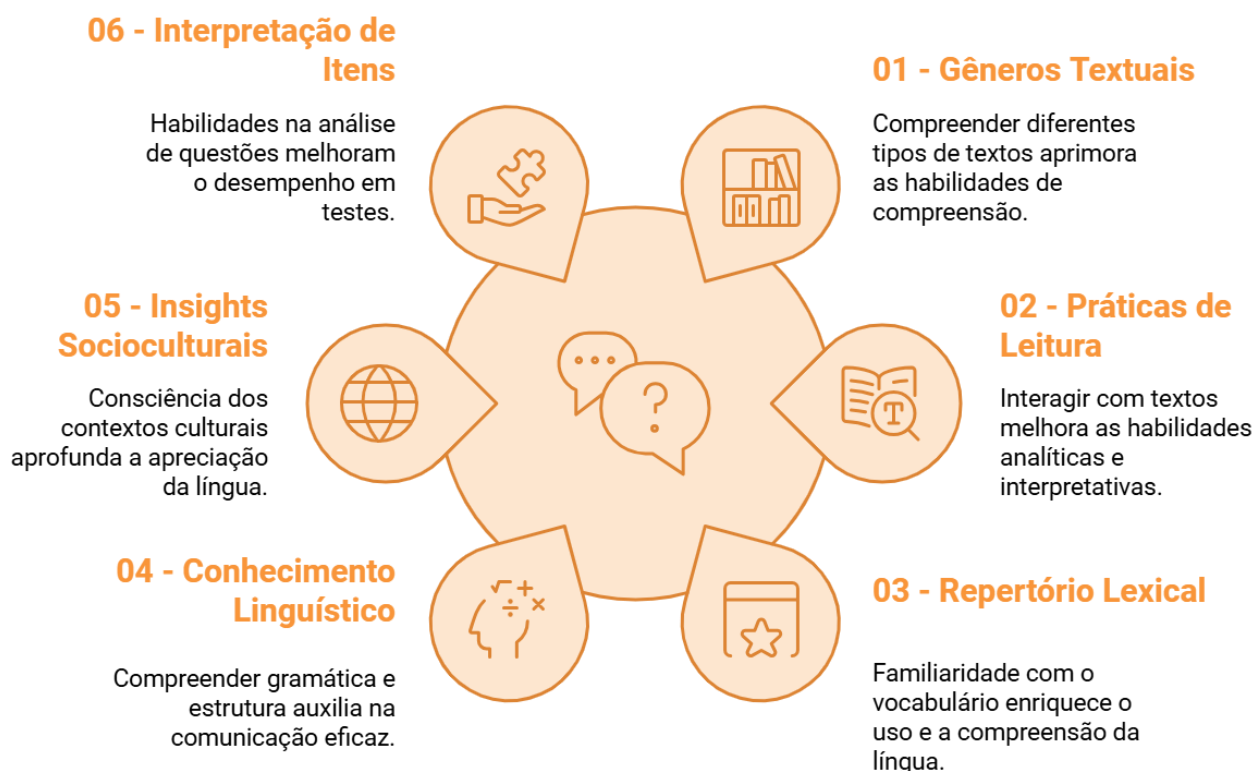 01 - Gêneros Textuais
Compreender diferentes
tipos de textos aprimora
as habilidades de
compreensão.
02 - Práticas de
Leitura
Interagir com textos
melhora as habilidades
analíticas e
interpretativas.
03 - Repertório Lexical
Familiaridade com o
vocabulário enriquece o
uso e a compreensão da
língua.
04 - Conhecimento
Linguístico
Compreender gramática e
estrutura auxilia na
comunicação eficaz.
05 - Insights
Socioculturais
Consciência dos
contextos culturais
aprofunda a apreciação
da língua.
06 - Interpretação de
Itens
Habilidades na análise
de questões melhoram
o desempenho em
testes.